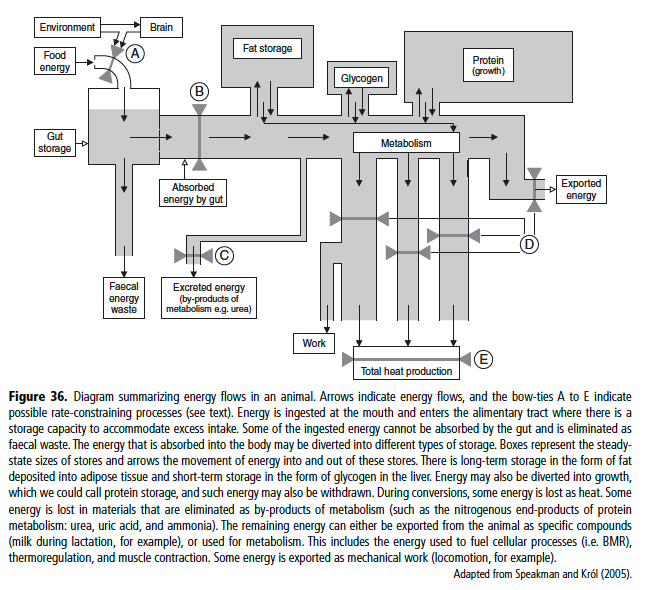 Environment
Brain
A
Food
energy
Fat storage
Glycogen
Protein
(growth)
B
Gut
storage
Metabolism
Absorbed
energy by gut
Exported
energy
D
C
Faecal
energy
waste
Excreted energy
(by-products of
metabolism e.g. urea)
Work
E
Total heat production
Figure 36. Diagram summarizing energy flows in an animal. Arrows indicate energy flows, and the bow-ties A to E indicate
possible rate-constraining processes (see text). Energy is ingested at the mouth and enters the alimentary tract where there is a
storage capacity to accommodate excess intake. Some of the ingested energy cannot be absorbed by the gut and is eliminated as
faecal waste. The energy that is absorbed into the body may be diverted into different types of storage. Boxes represent the steady-
state sizes of stores and arrows the movement of energy into and out of these stores. There is long-term storage in the form of fat
deposited into adipose tissue and short-term storage in the form of glycogen in the liver. Energy may also be diverted into growth,
which we could call protein storage, and such energy may also be withdrawn. During conversions, some energy is lost as heat. Some
energy is lost in materials that are eliminated as by-products of metabolism (such as the nitrogenous end-products of protein
metabolism: urea, uric acid, and ammonia). The remaining energy can either be exported from the animal as specific compounds
(milk during lactation, for example), or used for metabolism. This includes the energy used to fuel cellular processes (i.e. BMR),
thermoregulation, and muscle contraction. Some energy is exported as mechanical work (locomotion, for example).
Adapted from Speakman and Król (2005).